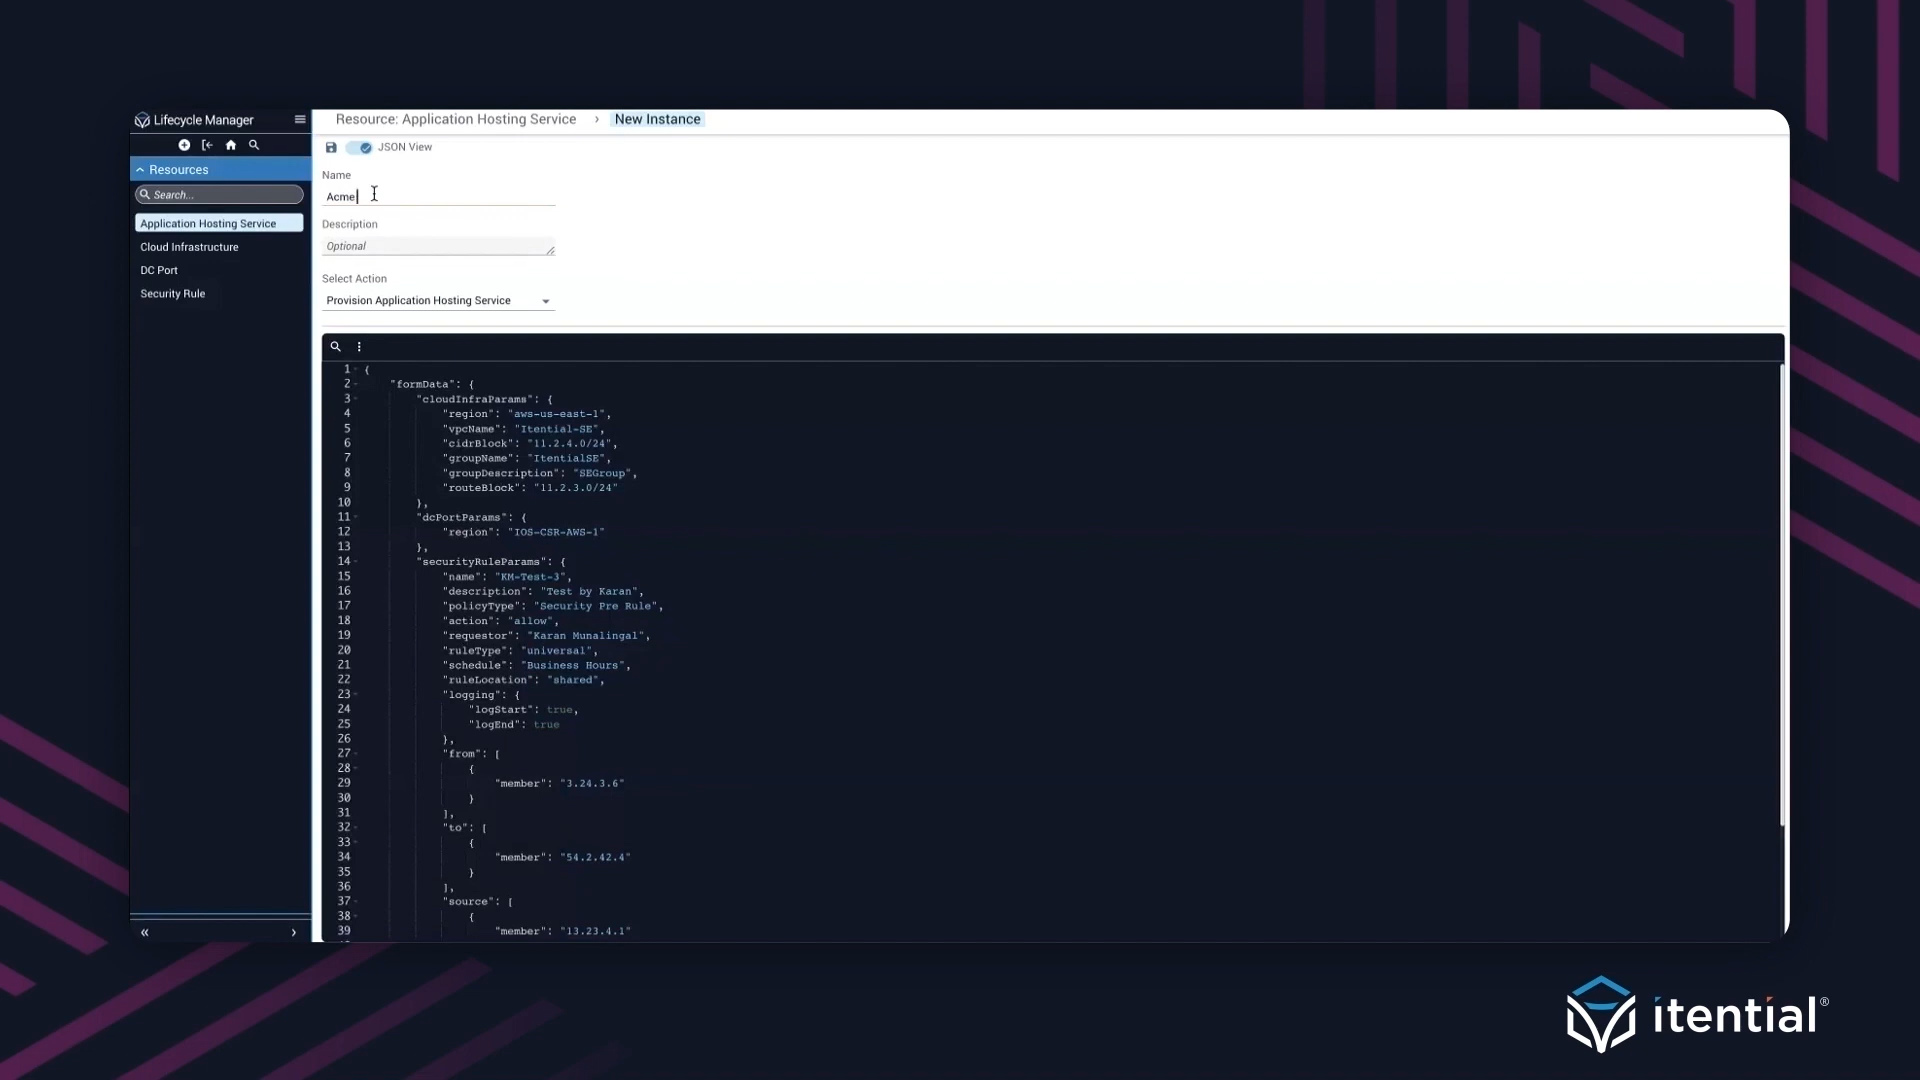 Lifecycle Manager
Resource: Application Hosting Service › New Instance
JSON View
Resources
Search...
Application Hosting Service
Cloud Infrastructure
DC Port
Security Rule
Name
Acme
Description
Optional
Select Action
Provision Application Hosting Service
1 {
2 "formData": {
3 "cloudInfraParams": {
4 "region": "aws-us-east-1",
5 "vpcName": "Itential-SE",
6 "cidrBlock": "11.2.4.0/24",
7 "groupName": "ItentialSE",
8 "groupDescription": "SEGroup",
9 "routeBlock": "11.2.3.0/24"
10 },
11 "dcPortParams": {
12 "region": "IOS-CSR-AWS-1"
13 },
14 "securityRuleParams": {
15 "name": "KM-Test-3",
16 "description": "Test by Karan",
17 "policyType": "Security Pre Rule",
18 "action": "allow",
19 "requestor": "Karan Munalingal",
20 "ruleType": "universal",
21 "schedule": "Business Hours",
22 "ruleLocation": "shared",
23 "logging": {
24 "logStart": true,
25 "logEnd": true
26 },
27 "from": [
28 {
29 "member": "3.24.3.6"
30 }
31 ],
32 "to": [
33 {
34 "member": "54.2.42.4"
35 }
36 ],
37 "source": [
38 {
39 "member": "13.23.4.1"
itential®